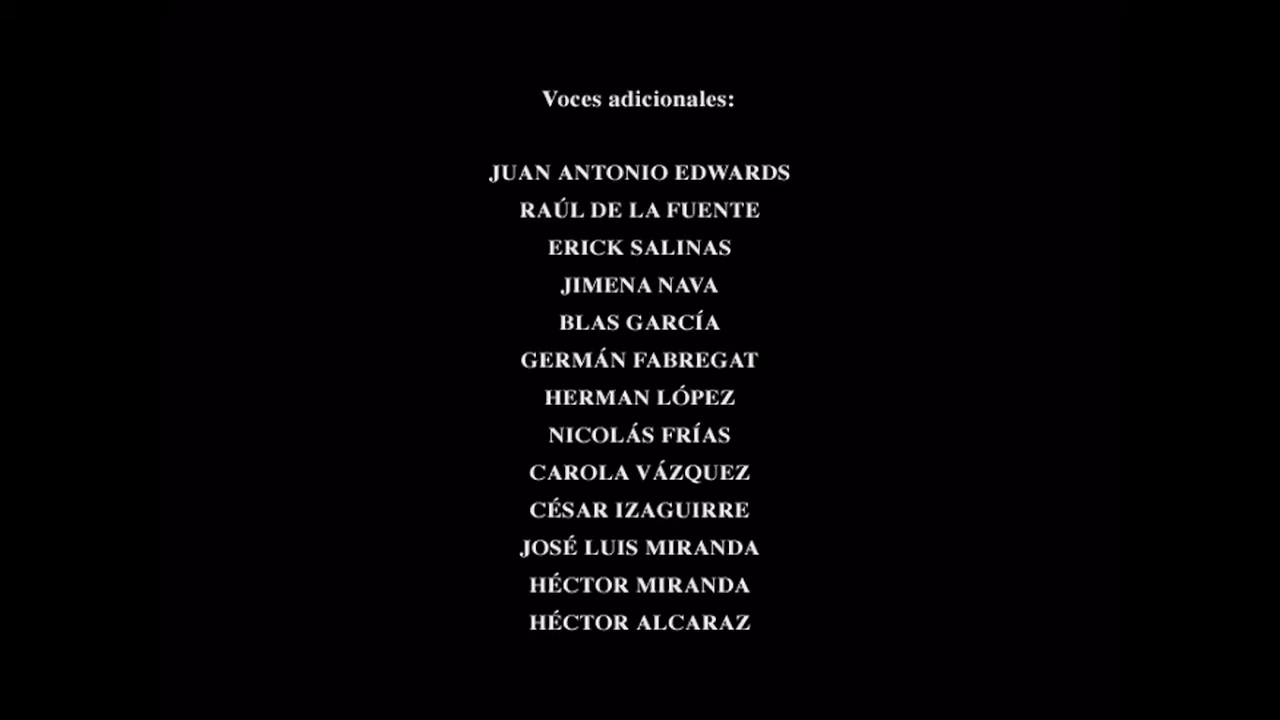 Voces adicionales:
JUAN ANTONIO EDWARDS
RAÚL DE LA FUENTE
ERICK SALINAS
JIMENA NAVA
BLAS GARCÍA
GERMÁN FABREGAT
HERMAN LÓPEZ
NICOLÁS FRÍAS
CAROLA VÁZQUEZ
CÉSAR IZAGUIRRE
JOSÉ LUIS MIRANDA
HÉCTOR MIRANDA
HÉCTOR ALCARAZ